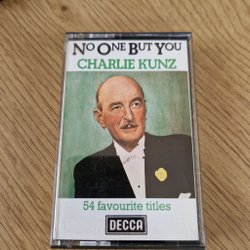 No One But You
CHARLIE KUNZ
54 favourite titles
DECCA